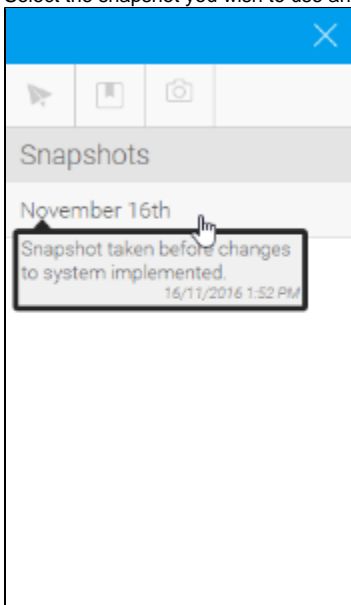 Select the snapshot you wish to use an
Snapshots
November 16th
Snapshot taken before changes
to system implemented.
16/11/2016 1:52 PM